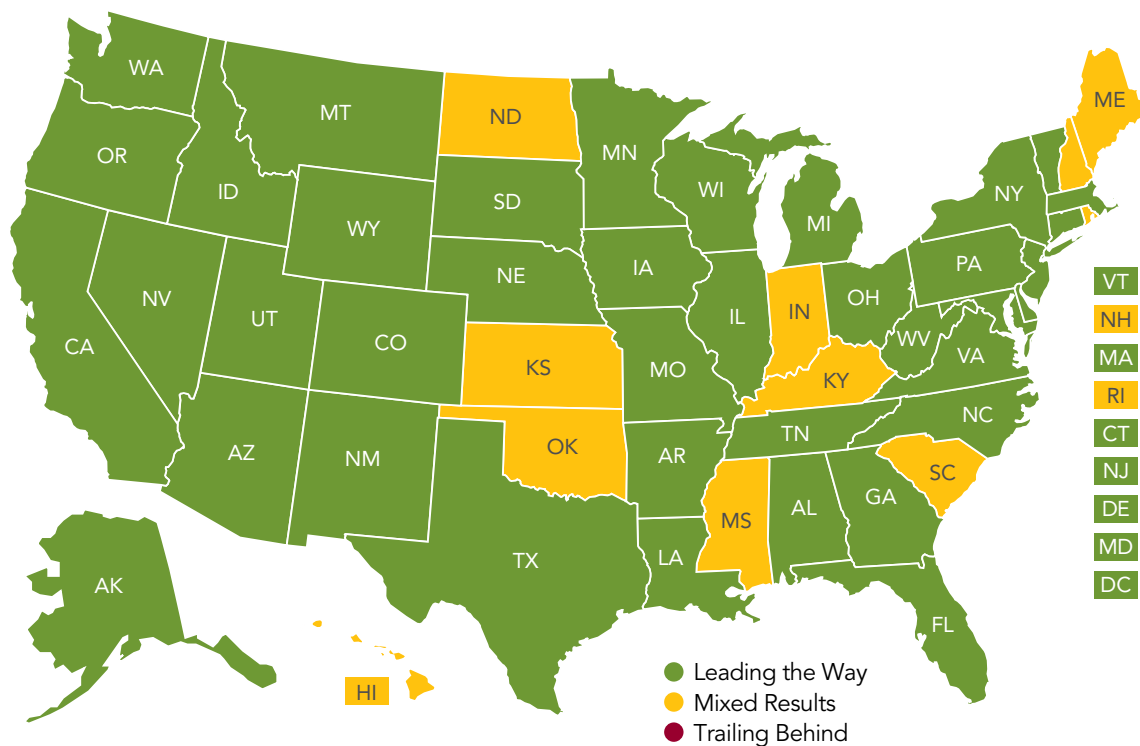 WA
MT
ND
ME
OR
MN
ID
SD
WI
NY
WY
MI
IA
PA
NE
NV
OH
VT
UT
IL
IN
NH
CO
WV
CA
VA
MA
KS
MO
KY
RI
NC
CT
TN
AZ
OK
NM
AR
SC
NJ
GA
MS
AL
DE
TX
LA
MD
AK
DC
FL
HI
Leading the Way
Mixed Results
Trailing Behind